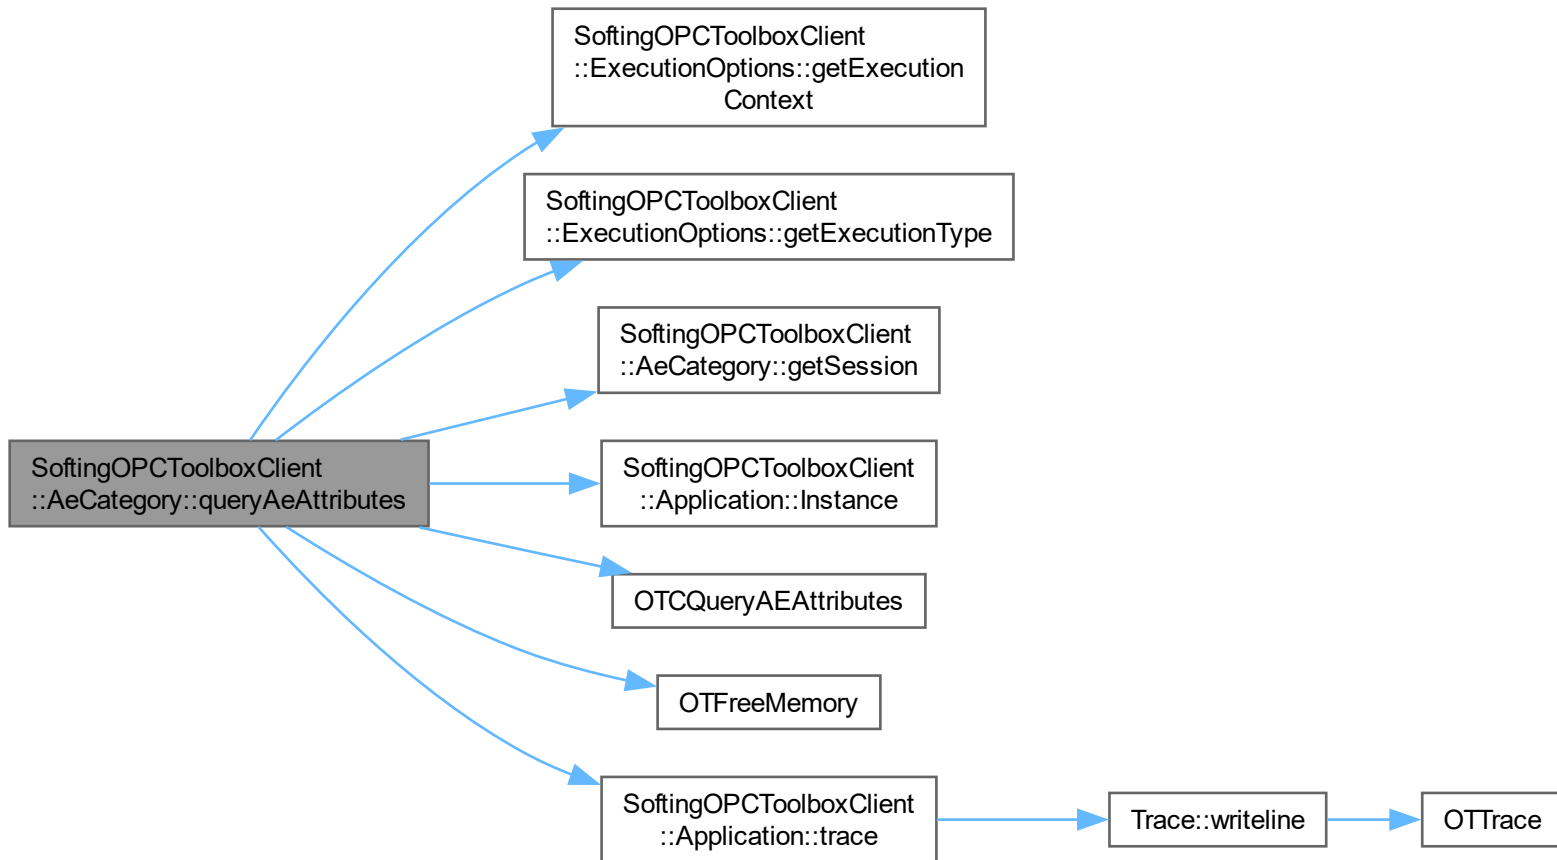 SoftingOPCToolboxClient
::ExecutionOptions::getExecution
Context
SoftingOPCToolboxClient
::ExecutionOptions::getExecutionType
SoftingOPCToolboxClient
::AeCategory::getSession
SoftingOPCToolboxClient
::AeCategory::queryAeAttributes
SoftingOPCToolboxClient
::Application::Instance
OTCQueryAEAttributes
OTFreeMemory
SoftingOPCToolboxClient
::Application::trace
Trace::writeline
OTTrace